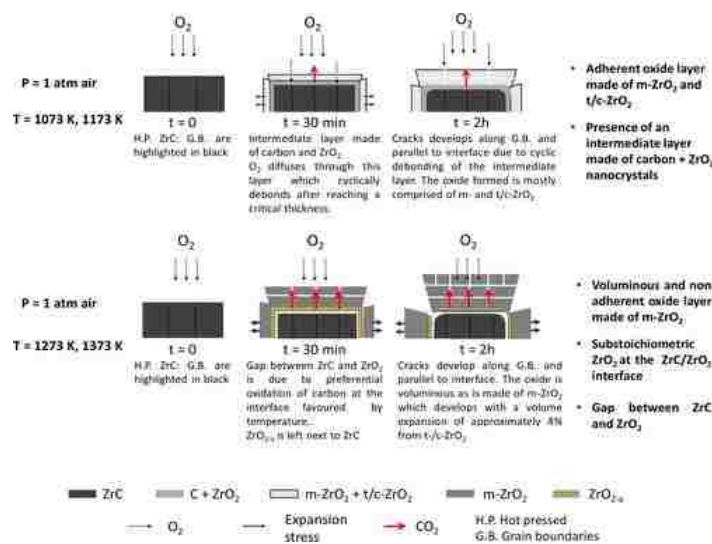 O2
O2
O2
P = 1 atm air
T = 1073 K, 1173 K
t = 0
t = 30 min
t = 2h
H.P. ZrC: G.B. are
highlighted in black
Intermediate layer made
of carbon and ZrO2.
O2 diffuses through this
layer which cyclically
debonds after reaching a
critical thickness.
Cracks develops along G.B. and
parallel to interface due to cyclic
debonding of the intermediate
layer. The oxide formed is mostly
comprised of m- and t/c-ZrO2
• Adherent oxide layer
made of m-ZrO2 and
t/c-ZrO2
• Presence of an
intermediate layer
made of carbon + ZrO2
nanocrystals
O2
O2
O2
P = 1 atm air
T = 1273 K, 1373 K
t = 0
t = 30 min
t = 2h
H.P. ZrC: G.B. are
highlighted in black
Gap between ZrC and ZrO2
is due to preferential
oxidation of carbon at the
interface favoured by
temperature..
ZrO2-x is left next to ZrC
Cracks develop along G.B. and
parallel to interface. The oxide is
voluminous as is made of m-ZrO2
which develops with a volume
expansion of approximately 4%
from t-/c-ZrO2
• Voluminous and non
adherent oxide layer
made of m-ZrO2
• Substoichiometric
ZrO2 at the ZrC/ZrO2
interface
• Gap between ZrC
and ZrO2
ZrC
C + ZrO2
m-ZrO2 + t/c-ZrO2
m-ZrO2
ZrO2-x
O2
Expansion
stress
CO2
H.P. Hot pressed
G.B. Grain boundaries